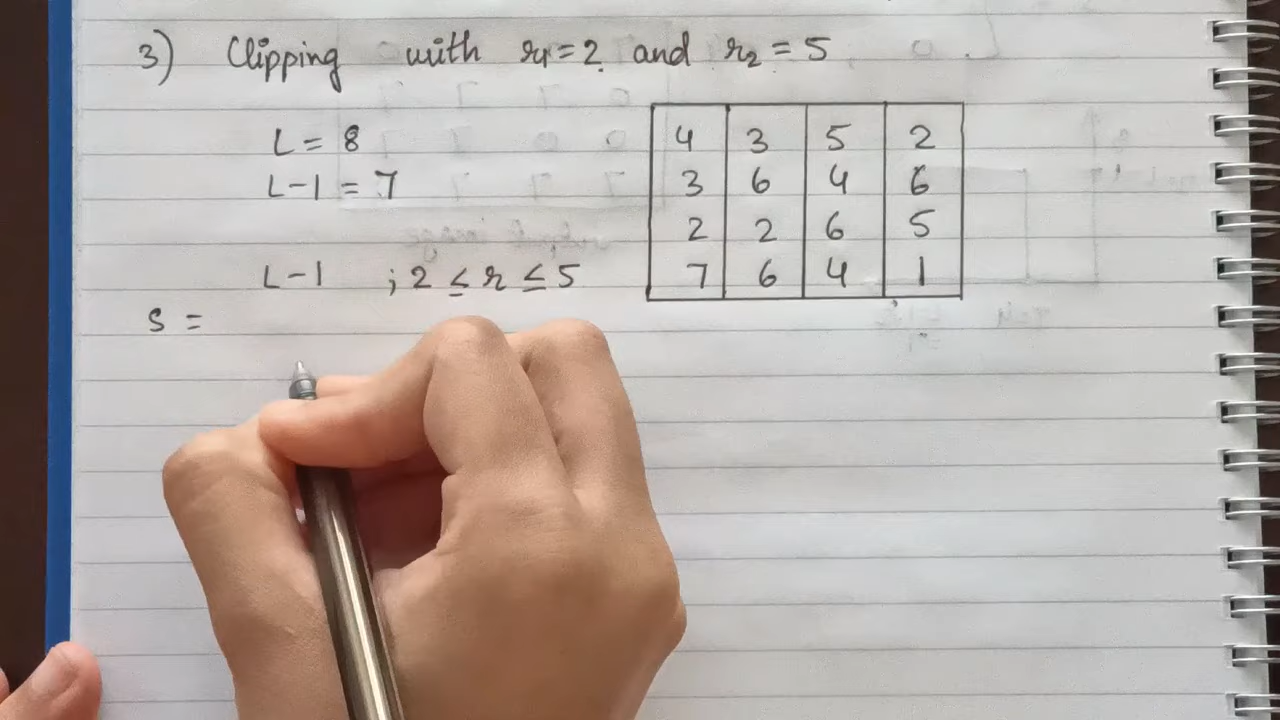 3) Clipping with r1=2 and r2 = 5
L = 8
L-1 = 7
L-1 ; 2 ≤ r ≤ 5
s =
4 3 5 2
3 6 4 6
2 2 6 5
7 6 4 1